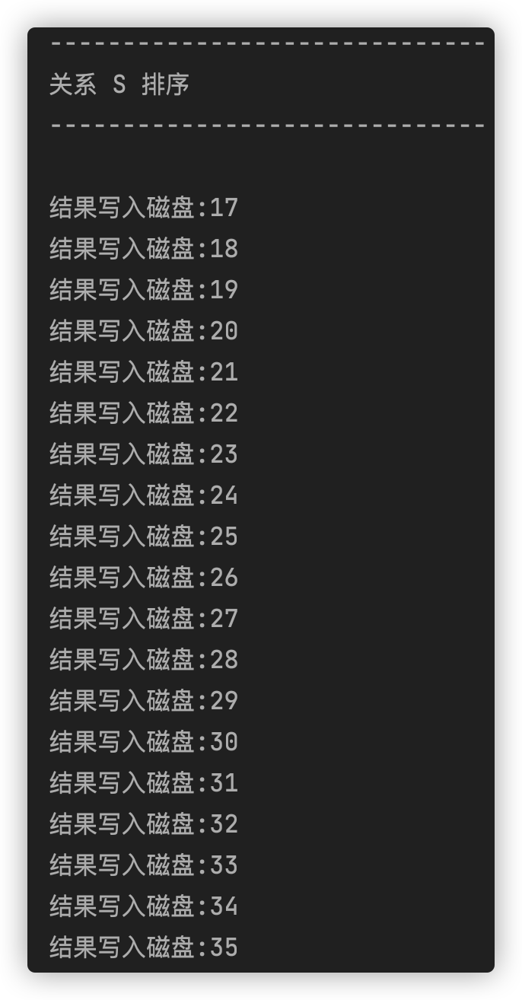 ------------------------------
关系 S 排序
------------------------------
结果写入磁盘:17
结果写入磁盘:18
结果写入磁盘:19
结果写入磁盘:20
结果写入磁盘:21
结果写入磁盘:22
结果写入磁盘:23
结果写入磁盘:24
结果写入磁盘:25
结果写入磁盘:26
结果写入磁盘:27
结果写入磁盘:28
结果写入磁盘:29
结果写入磁盘:30
结果写入磁盘:31
结果写入磁盘:32
结果写入磁盘:33
结果写入磁盘:34
结果写入磁盘:35